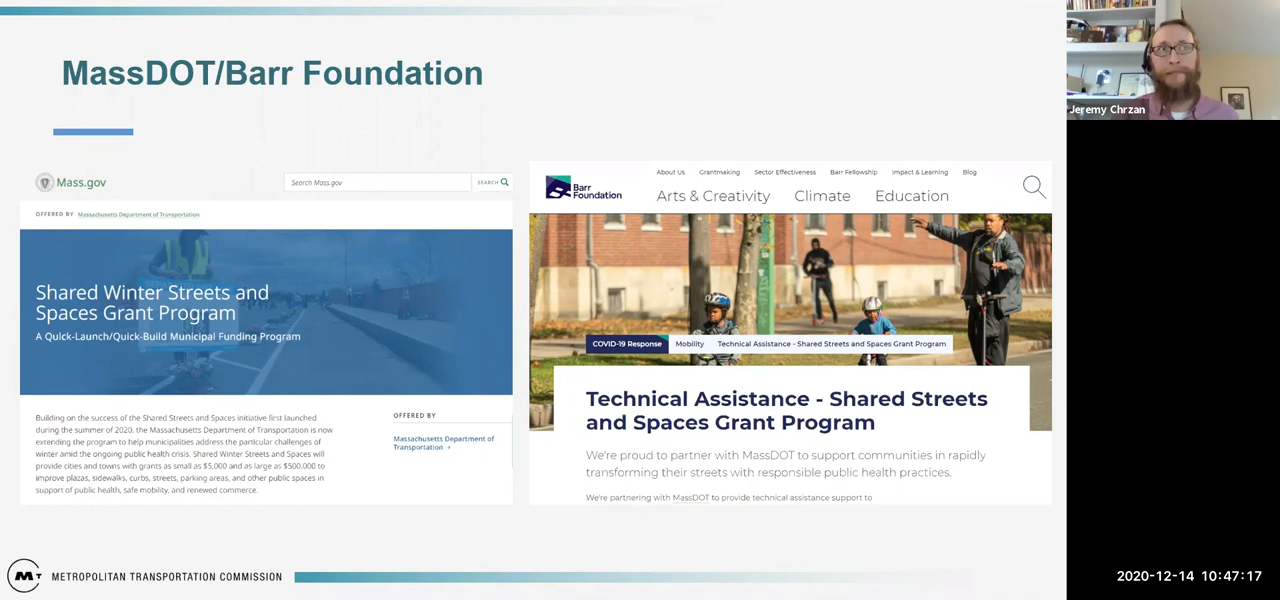 MassDOT/Barr Foundation
Mass.gov
Search Mass.gov
SEARCH
OFFERED BY Massachusetts Department of Transportation
Shared Winter Streets and
Spaces Grant Program
A Quick-Launch/Quick-Build Municipal Funding Program
Building on the success of the Shared Streets and Spaces initiative first launched
during the summer of 2020, the Massachusetts Department of Transportation is now
extending the program to help municipalities address the particular challenges of
winter amid the ongoing public health crisis. Shared Winter Streets and Spaces will
provide cities and towns with grants as small as $5,000 and as large as $500,000 to
improve plazas, sidewalks, curbs, streets, parking areas, and other public spaces in
support of public health, safe mobility, and renewed commerce.
OFFERED BY
Massachusetts Department of
Transportation
Barr
Foundation
About Us Grantmaking Sector Effectiveness Barr Fellowship Impact & Learning Blog
Arts & Creativity Climate Education
COVID-19 Response Mobility Technical Assistance - Shared Streets and Spaces Grant Program
Technical Assistance - Shared Streets
and Spaces Grant Program
We're proud to partner with MassDOT to support communities in rapidly
transforming their streets with responsible public health practices.
We're partnering with MassDOT to provide technical assistance support to
MT METROPOLITAN TRANSPORTATION COMMISSION
Jeremy Chrzan
2020-12-14 10:47:17